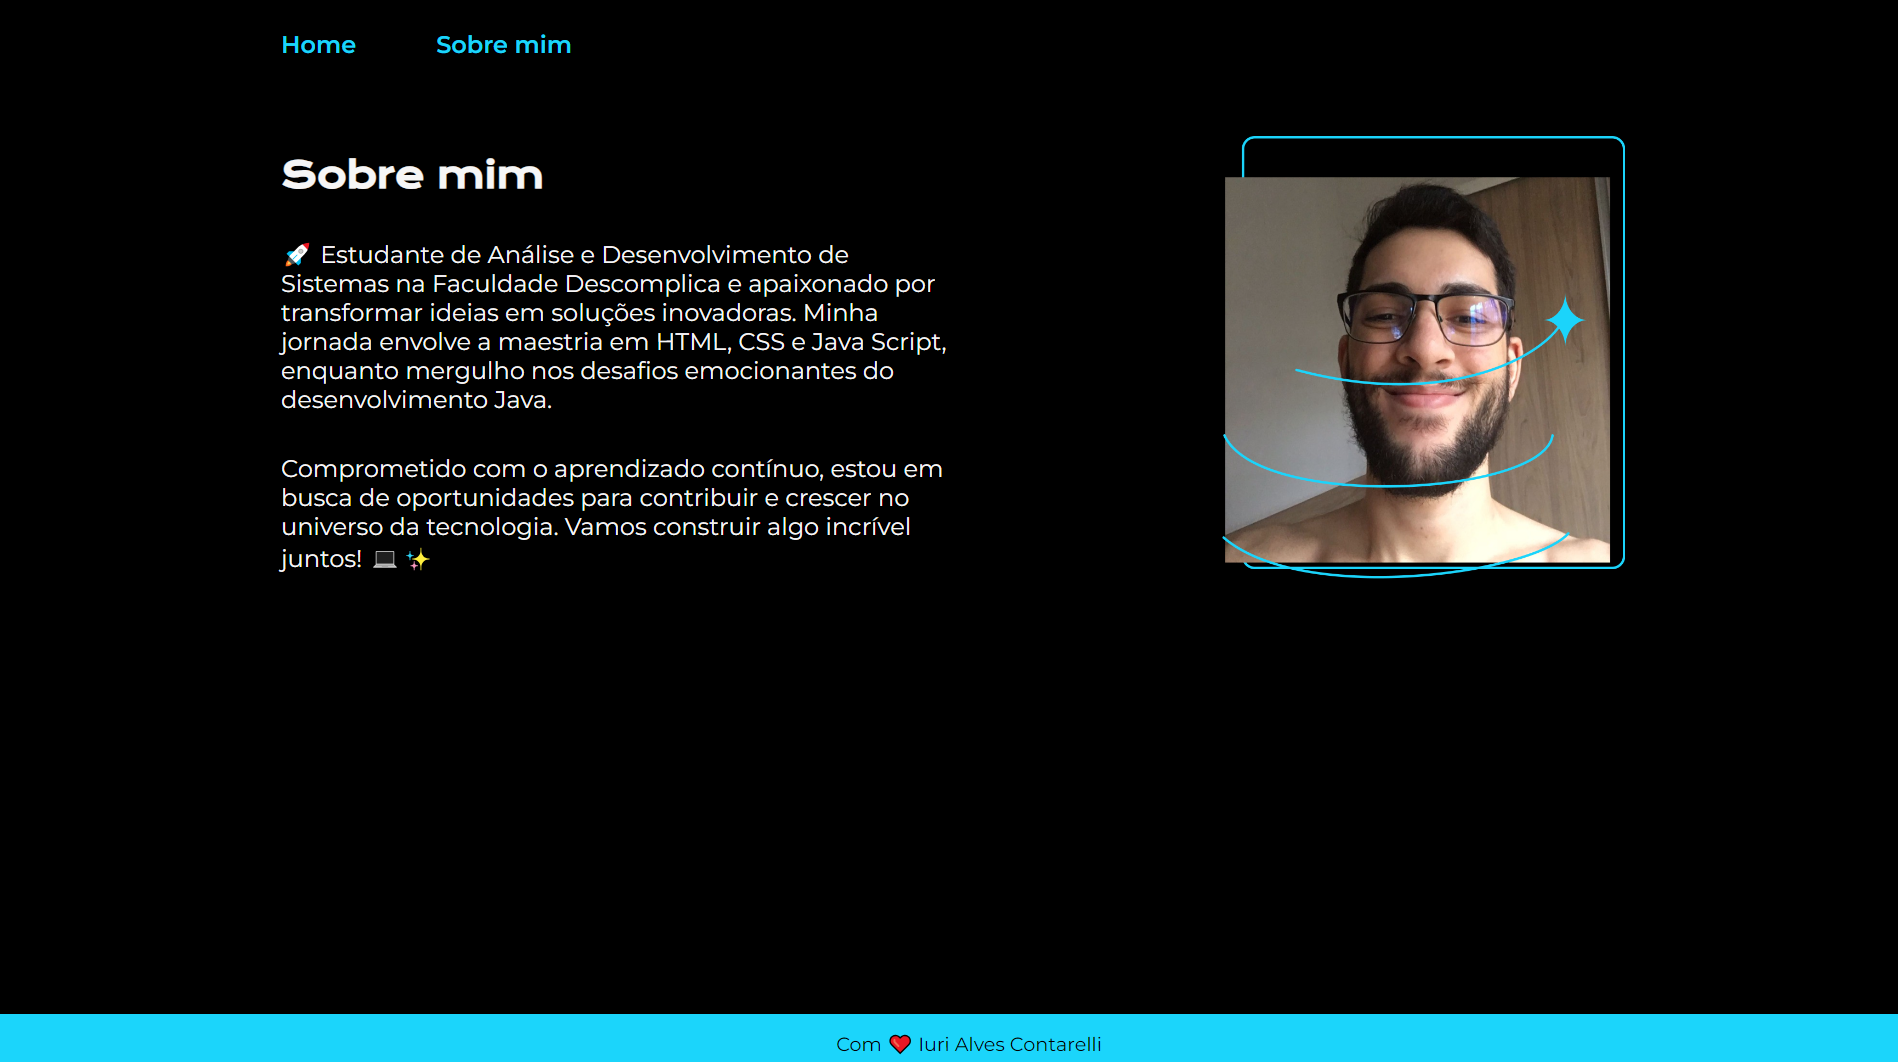 Home Sobre mim
Sobre mim
🚀 Estudante de Análise e Desenvolvimento de
Sistemas na Faculdade Descomplica e apaixonado por
transformar ideias em soluções inovadoras. Minha
jornada envolve a maestria em HTML, CSS e Java Script,
enquanto mergulho nos desafios emocionantes do
desenvolvimento Java.
Comprometido com o aprendizado contínuo, estou em
busca de oportunidades para contribuir e crescer no
universo da tecnologia. Vamos construir algo incrível
juntos! 💻 ✨
Com ❤️ Iuri Alves Contarelli